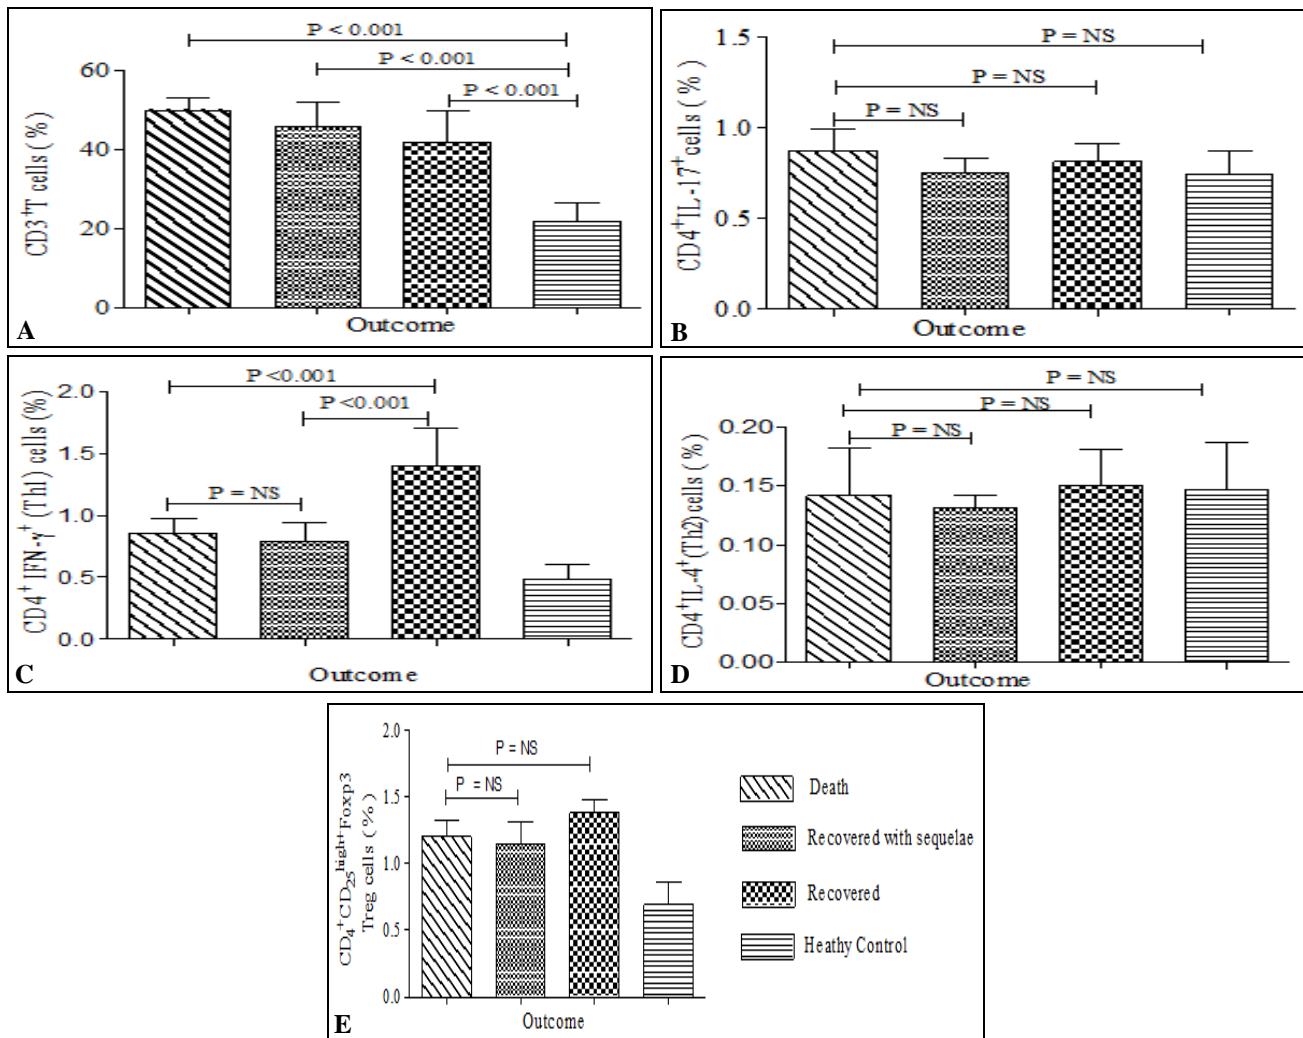 P < 0.001
P < 0.001
P < 0.001
60
40
20
0
CD3⁺T cells ( %)
Outcome
A
P = NS
P = NS
P = NS
1.5
1.0
0.5
0.0
CD4⁺IL-17⁺cells ( % )
Outcome
B
P <0.001
P <0.001
P = NS
2.0
1.5
1.0
0.5
0.0
CD4⁺ IFN-γ⁺ (Th1) cells (%)
Outcome
C
P = NS
P = NS
P = NS
0.20
0.15
0.10
0.05
0.00
CD4⁺IL-4⁺(Th2)cells ( %)
Outcome
D
P = NS
P = NS
2.0
1.5
1.0
0.5
0.0
CD₄⁺CD₂₅ʰⁱᵍʰ⁺Foxp3
Treg cells ( % )
Outcome
E
Death
Recovered with sequelae
Recovered
Heathy Control